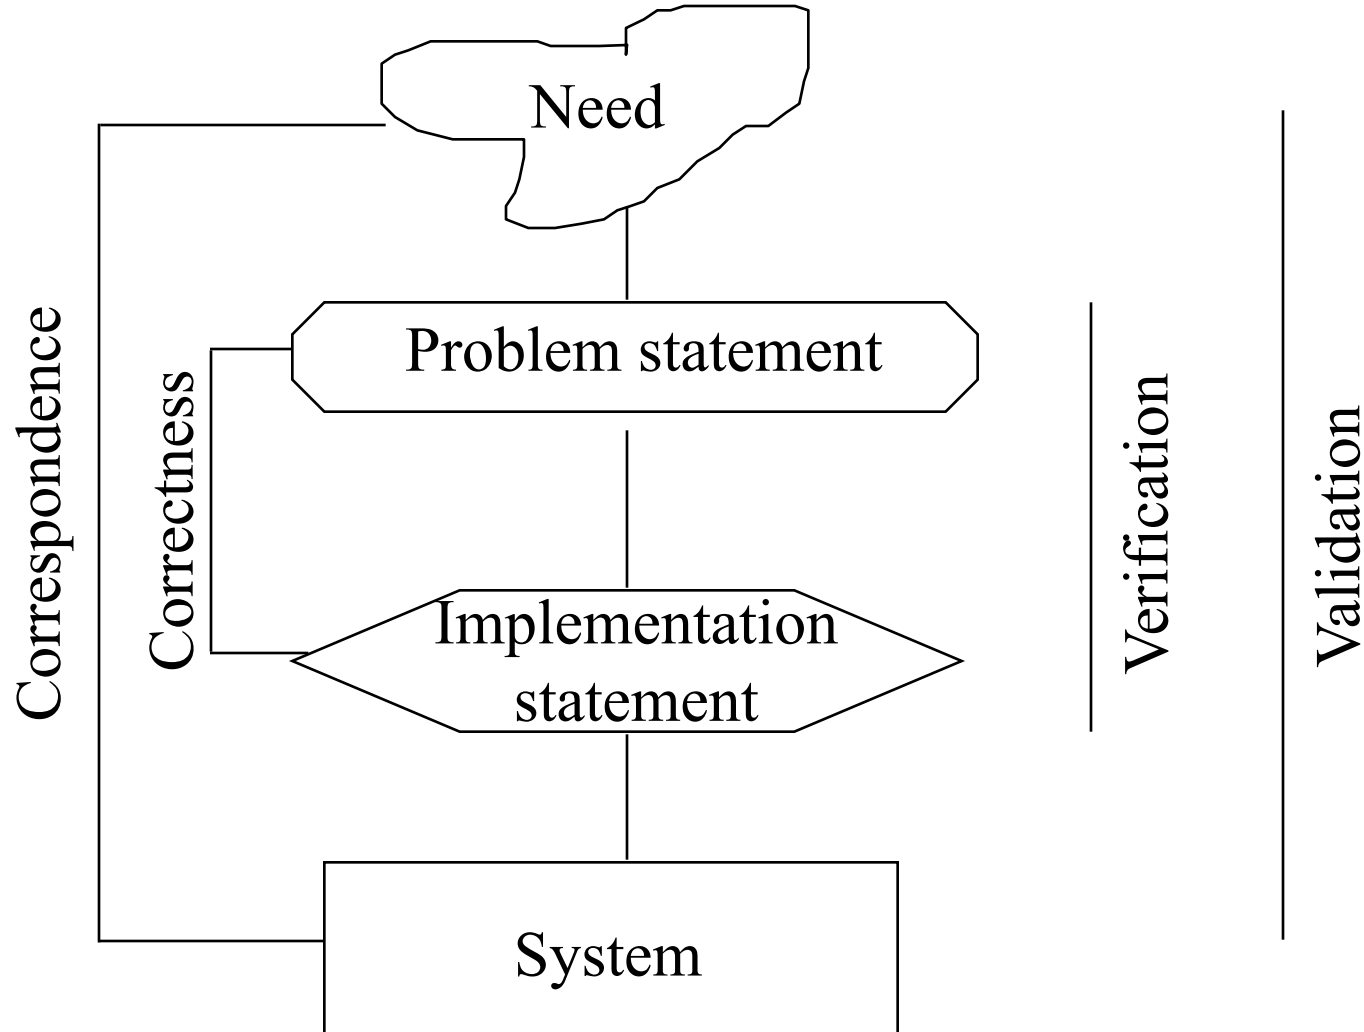 Need
Problem statement
Implementation
statement
System
Correspondence
Correctness
Verification
Validation